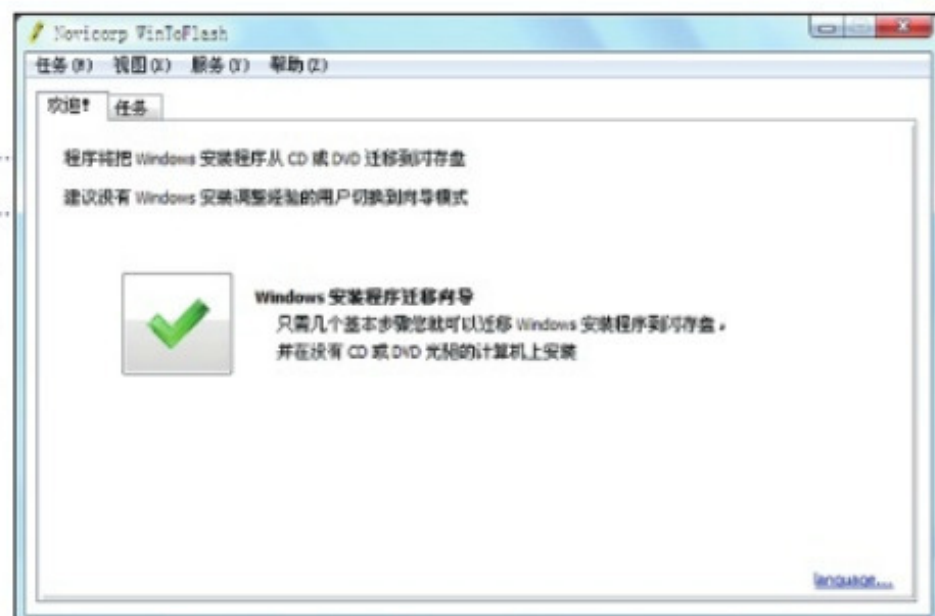 Novicorp WinToFlash
任务(W) 视图(X) 服务(Y) 帮助(Z)
欢迎! 任务
程序将把 Windows 安装程序从 CD 或 DVD 迁移到闪存盘
建议没有 Windows 安装调整经验的用户切换到向导模式
Windows 安装程序迁移向导
只需几个基本步骤您就可以迁移 Windows 安装程序到闪存盘,
并在没有 CD 或 DVD 光驱的计算机上安装
language...